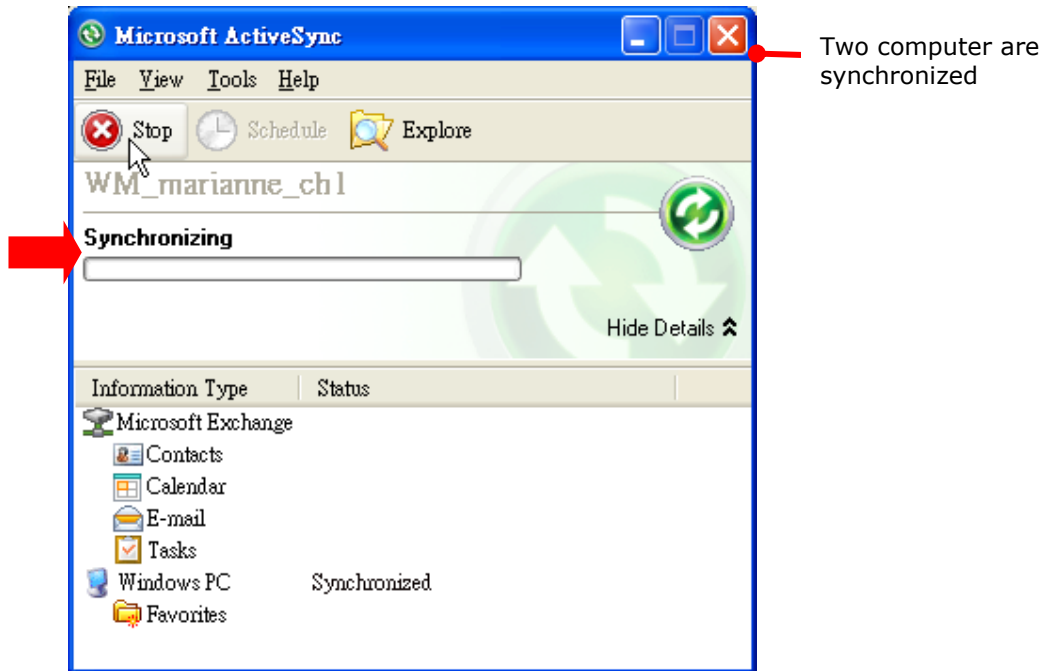 Microsoft ActiveSync
Two computer are
synchronized
File View Tools Help
Stop Schedule Explore
WM_marianne_ch1
Synchronizing
Hide Details
Information Type Status
Microsoft Exchange
Contacts
Calendar
E-mail
Tasks
Windows PC Synchronized
Favorites